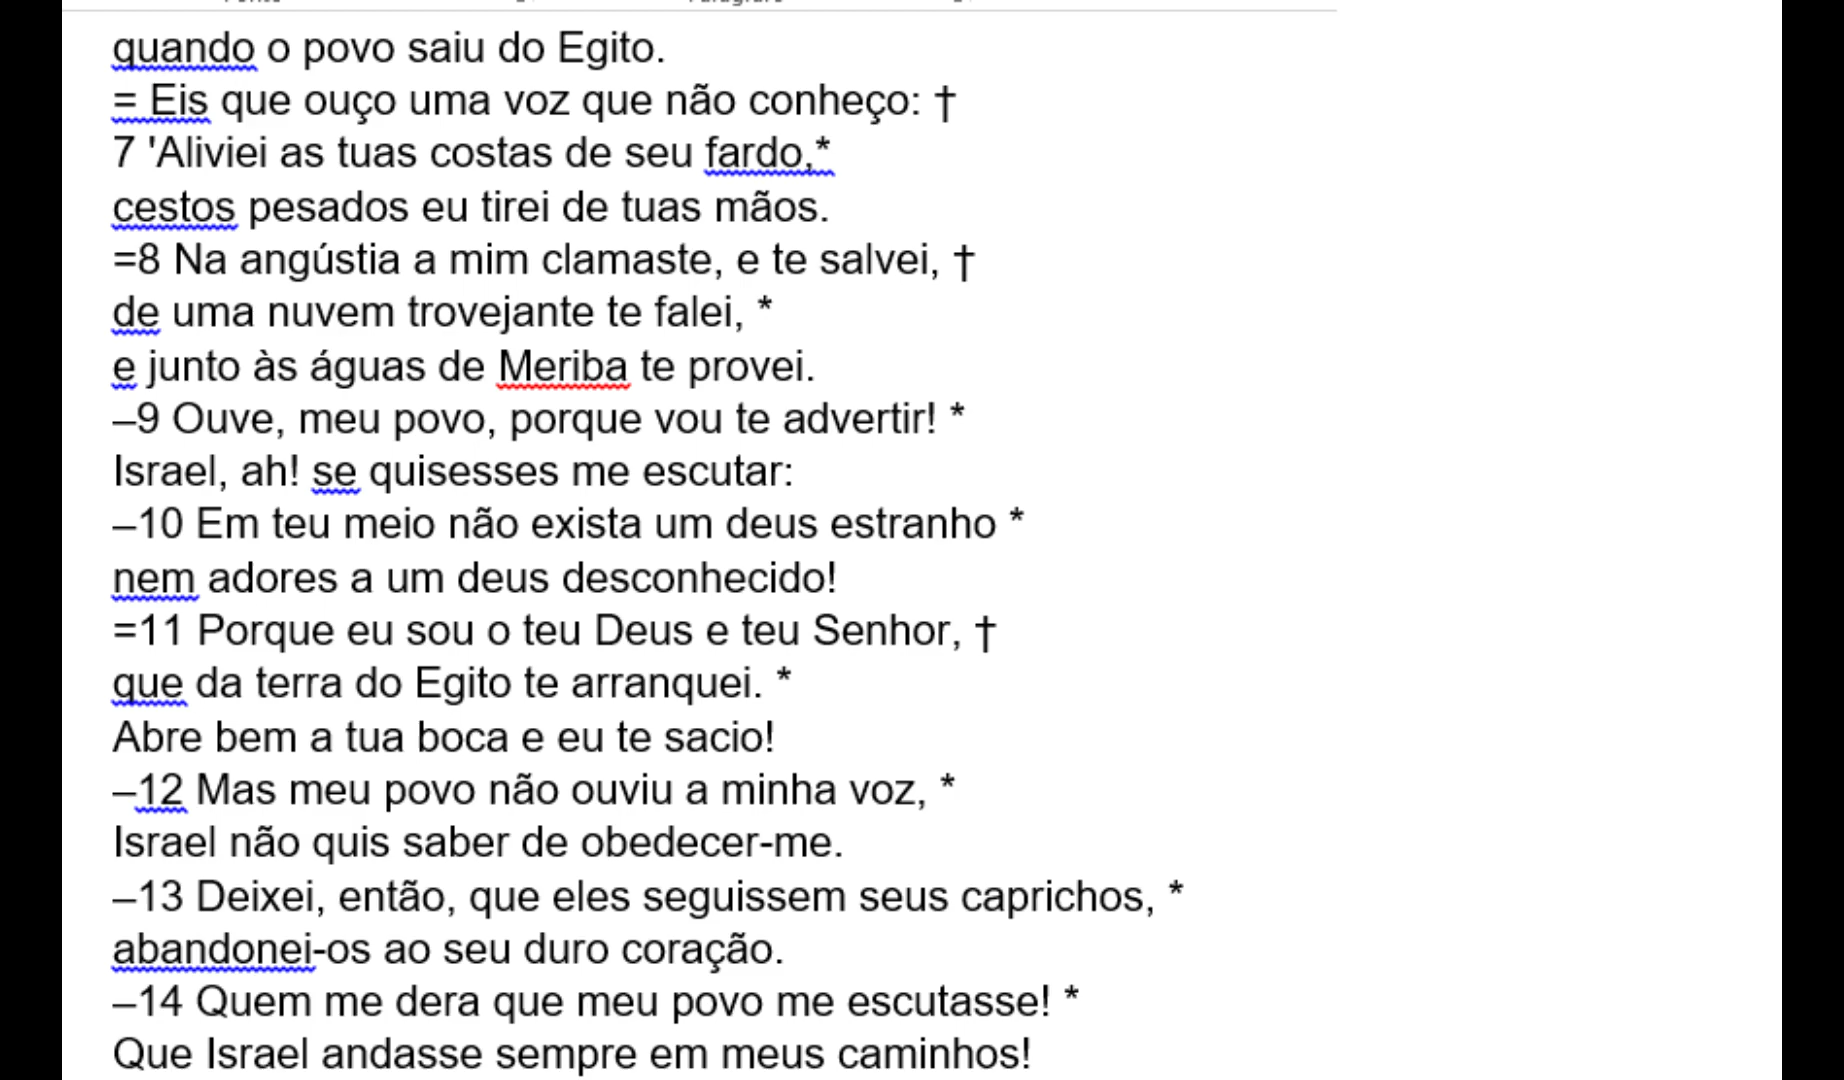 quando o povo saiu do Egito.
= Eis que ouço uma voz que não conheço: †
7 'Aliviei as tuas costas de seu fardo,*
cestos pesados eu tirei de tuas mãos.
=8 Na angústia a mim clamaste, e te salvei, †
de uma nuvem trovejante te falei, *
e junto às águas de Meriba te provei.
–9 Ouve, meu povo, porque vou te advertir! *
Israel, ah! se quisesses me escutar:
–10 Em teu meio não exista um deus estranho *
nem adores a um deus desconhecido!
=11 Porque eu sou o teu Deus e teu Senhor, †
que da terra do Egito te arranquei. *
Abre bem a tua boca e eu te sacio!
–12 Mas meu povo não ouviu a minha voz, *
Israel não quis saber de obedecer-me.
–13 Deixei, então, que eles seguissem seus caprichos, *
abandonei-os ao seu duro coração.
–14 Quem me dera que meu povo me escutasse! *
Que Israel andasse sempre em meus caminhos!